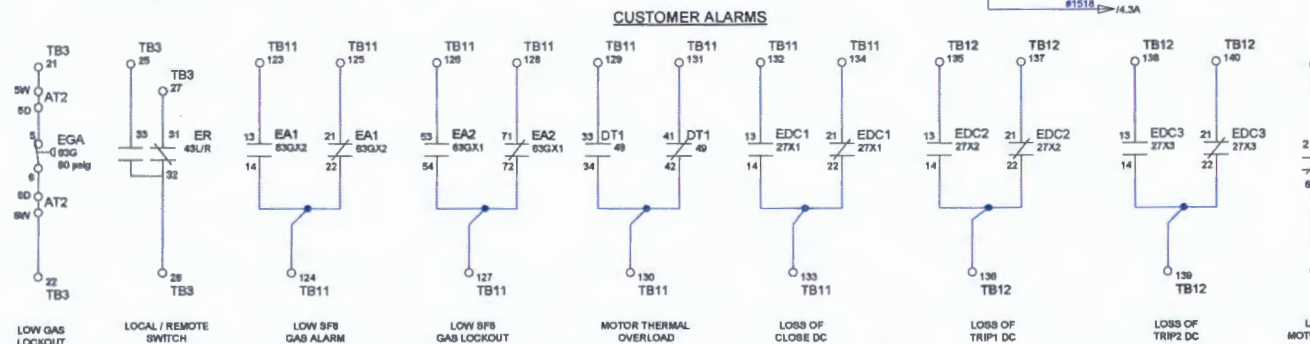 #1518 /4.3A
CUSTOMER ALARMS
TB3 TB3 TB11 TB11 TB11 TB11 TB11 TB11 TB11 TB11 TB12 TB12 TB12 TB12
21 25 123 125 126 128 129 131 132 134 135 137 138 140
TB3
27
5W
AT2
5D
5
EGA
63G
80 psig
6
5D
AT2
5W
22
TB3
33 31 ER
43L/R
32
28
TB3
13 EA1 21 EA1
63GX2 63GX2
14 22
124
TB11
53 EA2 71 EA2
63GX1 63GX1
54 72
127
TB11
33 DT1 41 DT1
49 49
34 42
130
TB11
13 EDC1 21 EDC1
27X1 27X1
14 22
133
TB11
13 EDC2 21 EDC2
27X2 27X2
14 22
136
TB12
13 EDC3 21 EDC3
27X3 27X3
14 22
139
TB12
LOW GAS
LOCKOUT
LOCAL / REMOTE
SWITCH
LOW SF6
GAS ALARM
LOW SF6
GAS LOCKOUT
MOTOR THERMAL
OVERLOAD
LOSS OF
CLOSE DC
LOSS OF
TRIP1 DC
LOSS OF
TRIP2 DC